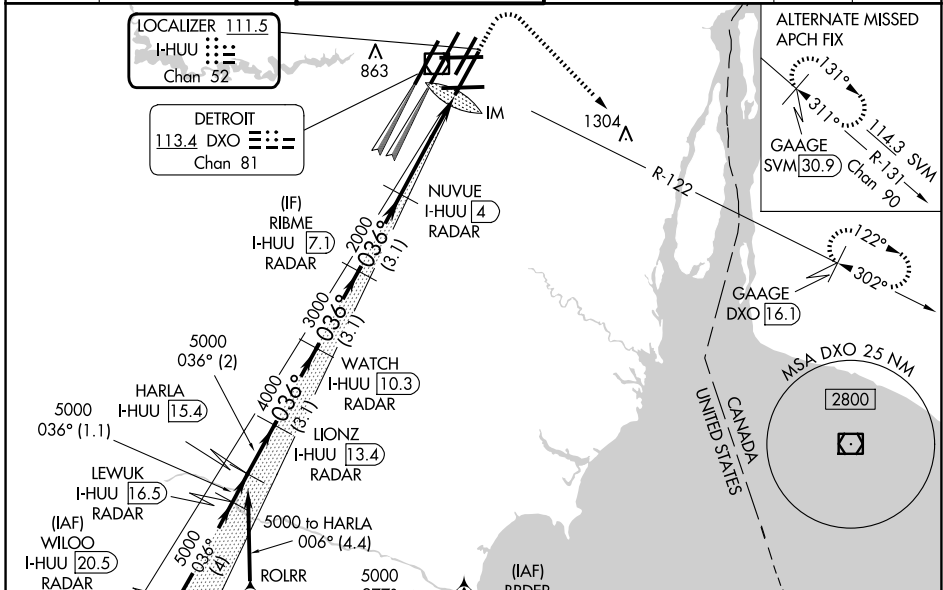 LOCALIZER 111.5
I-HUU
Chan 52
DETROIT
113.4 DXO
Chan 81
863
IM
1304
R-122
ALTERNATE MISSED
APCH FIX
131°
311°
114.3 SVM
R-131
Chan 90
GAAGE
SVM 30.9
122°
302°
GAAGE
DXO 16.1
MSA DXO 25 NM
2800
CANADA
UNITED STATES
NUVUE
I-HUU 4
RADAR
(IF)
RIBME
I-HUU 7.1
RADAR
2000
036°
(3.1)
3000
036°
(3.1)
WATCH
I-HUU 10.3
RADAR
4000
036°
(3.1)
5000
036° (2)
HARLA
I-HUU 15.4
LIONZ
I-HUU 13.4
RADAR
5000
036° (1.1)
LEWUK
I-HUU 16.5
RADAR
(IAF)
WILOO
I-HUU 20.5
RADAR
5000
036°
(4)
5000 to HARLA
006° (4.4)
ROLRR
5000
(IAF)